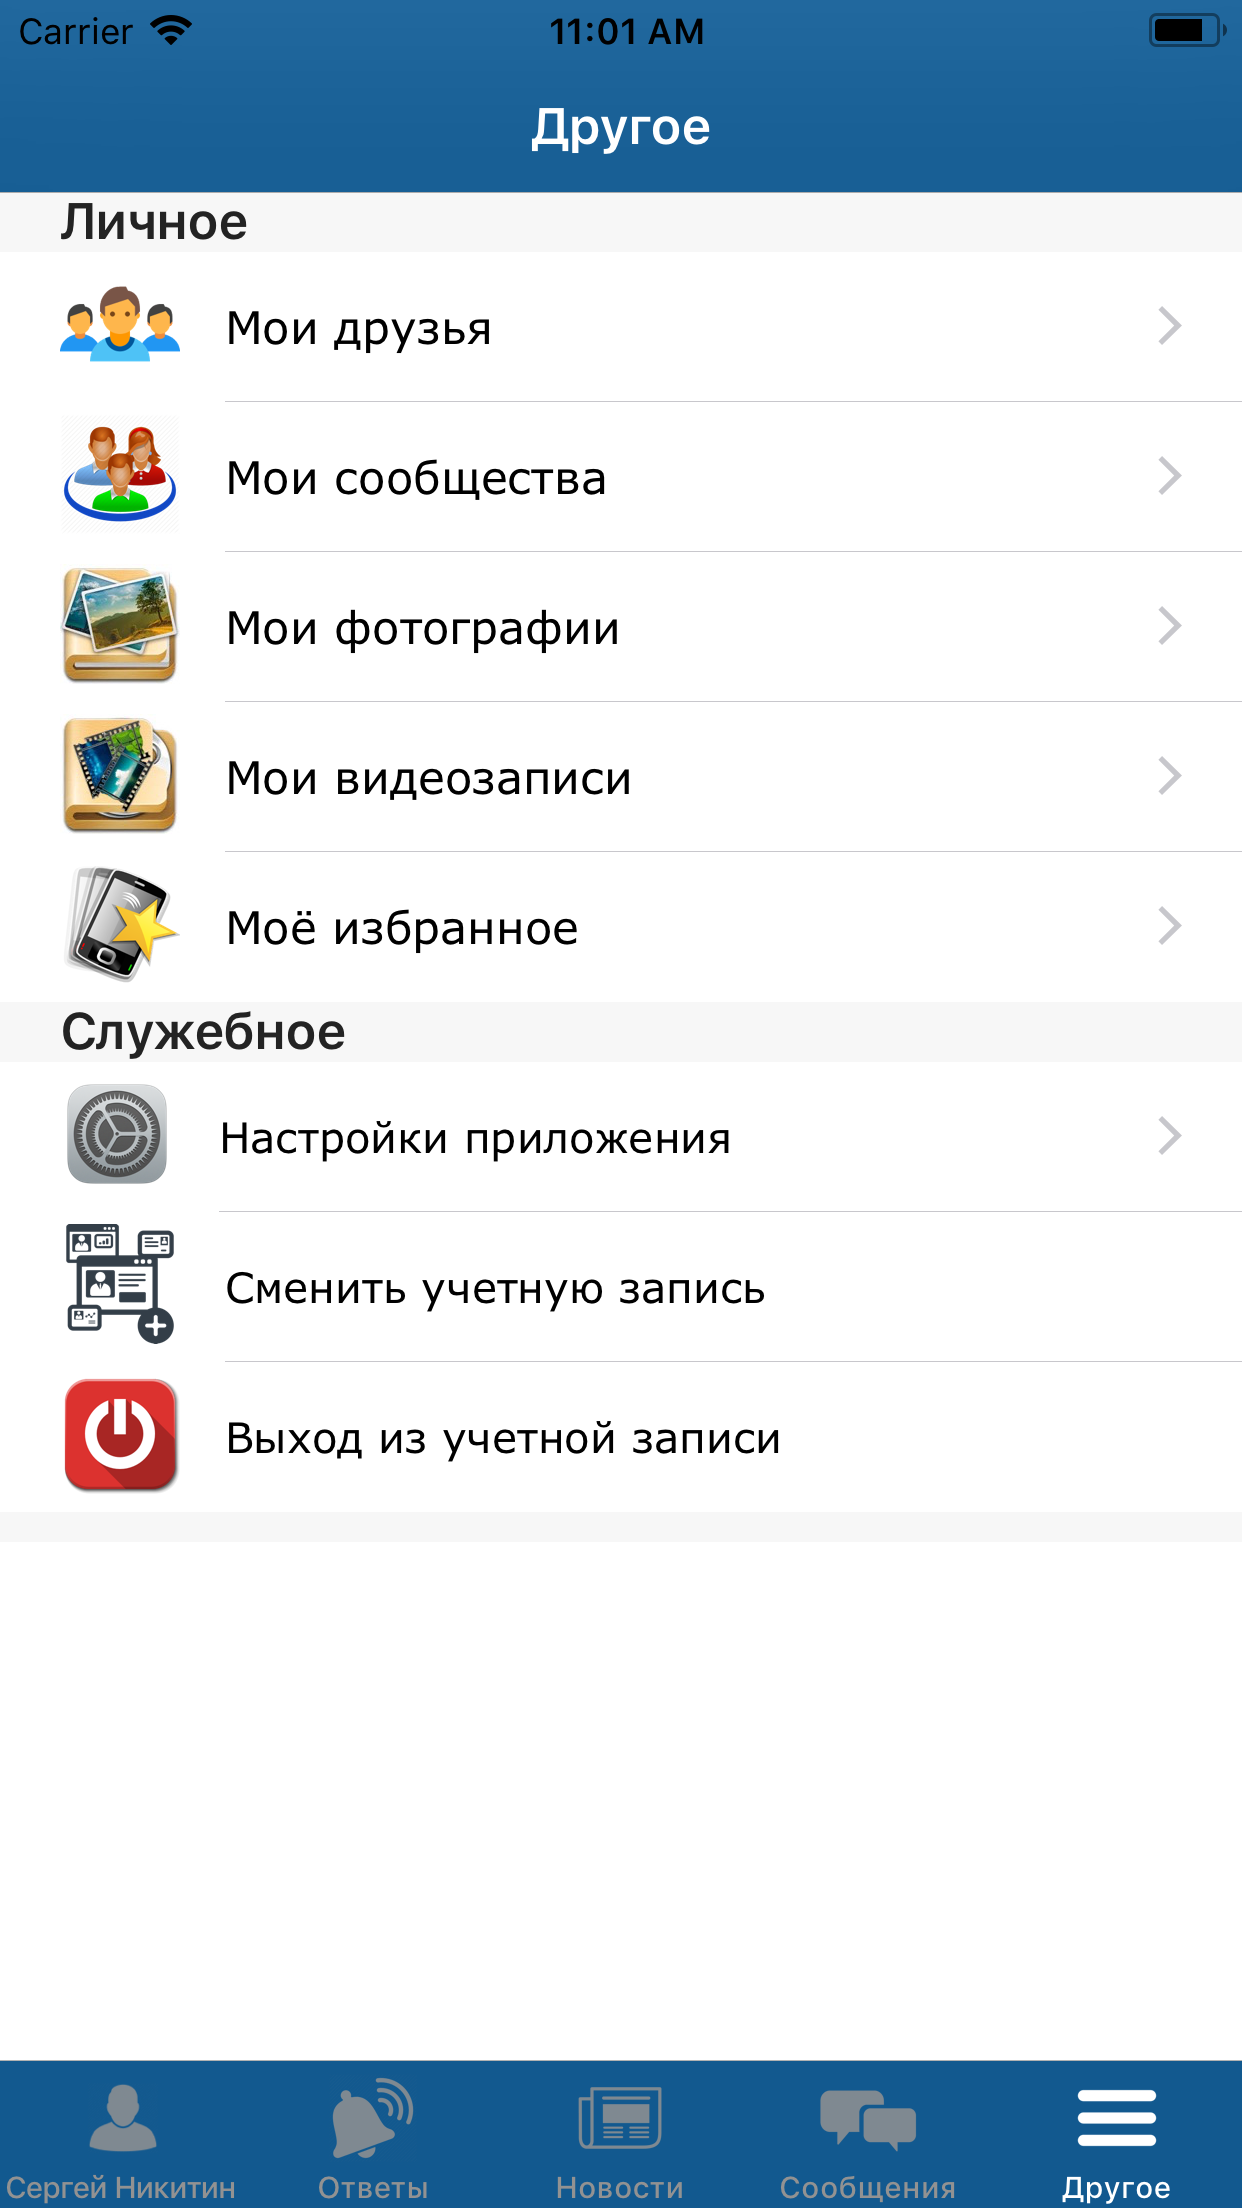 Carrier 11:01 AM
Другое
Личное
Мои друзья
Мои сообщества
Мои фотографии
Мои видеозаписи
Моё избранное
Служебное
Настройки приложения
Сменить учетную запись
Выход из учетной записи
Сергей Никитин Ответы Новости Сообщения Другое